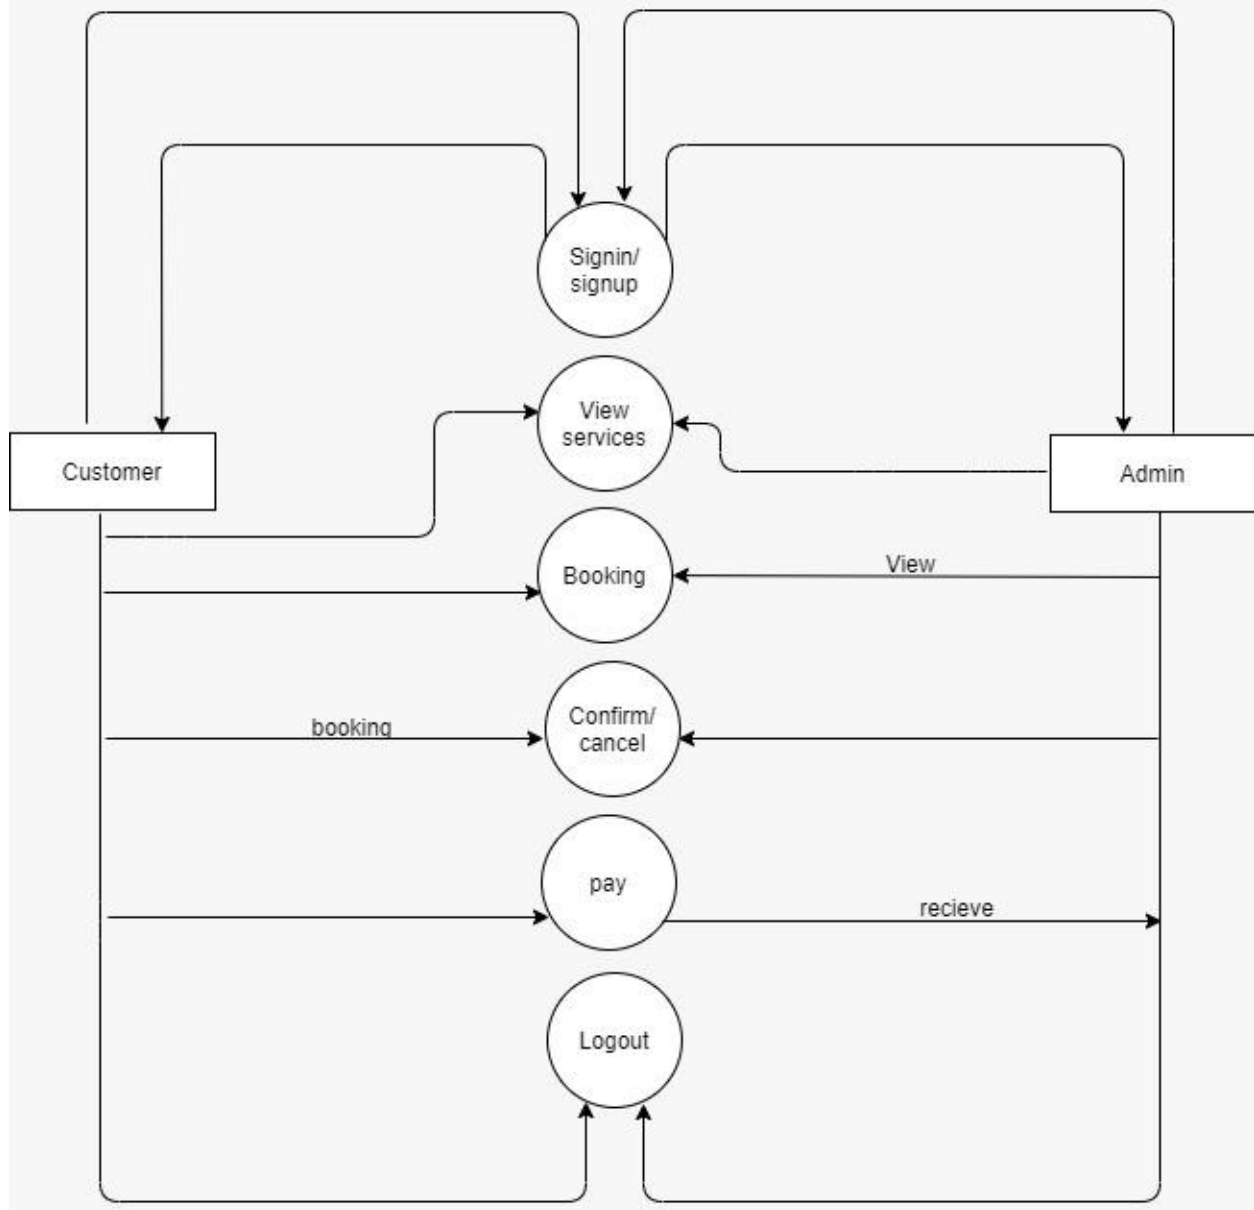 Signin/
signup
View
services
Customer
Admin
Booking
View
Confirm/
cancel
booking
pay
recieve
Logout